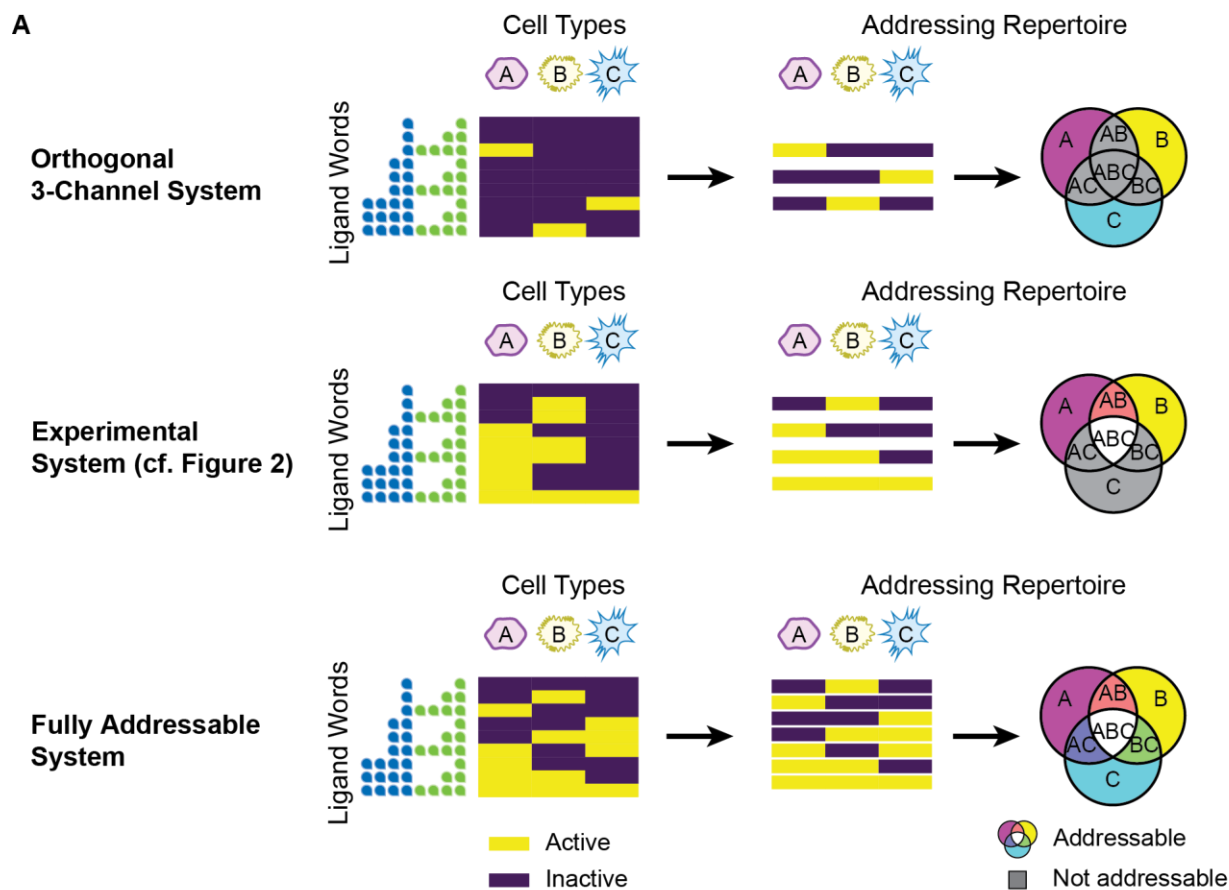 A
Cell Types
Addressing Repertoire
A B C
A B C
Orthogonal
3-Channel System
Ligand Words
A AB B
ABC
AC BC
C
Cell Types
Addressing Repertoire
A B C
A B C
Experimental
System (cf. Figure 2)
Ligand Words
A AB B
ABC
AC BC
C
Cell Types
Addressing Repertoire
A B C
A B C
Fully Addressable
System
Ligand Words
A AB B
ABC
AC BC
C
Active
Inactive
Addressable
Not addressable